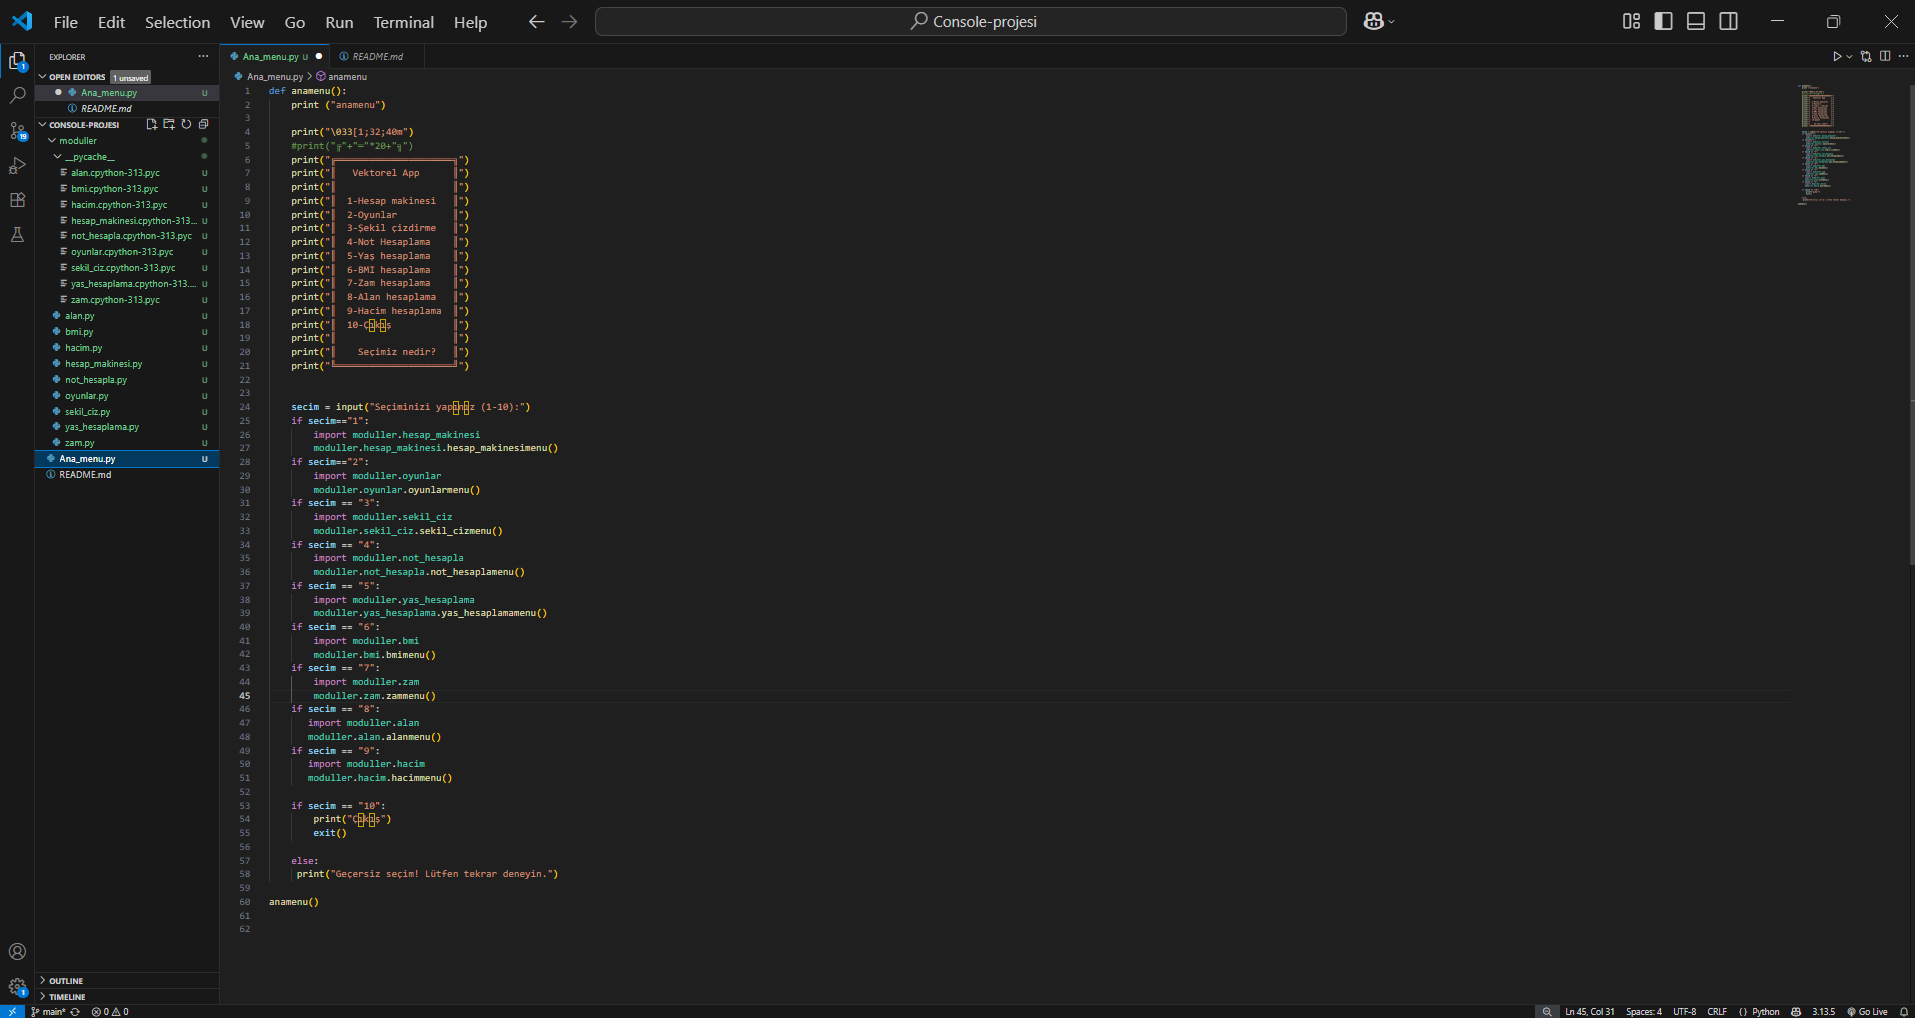 File Edit Selection View Go Run Terminal Help
Console-projesi
EXPLORER
OPEN EDITORS 1 unsaved
Ana_menu.py U
README.md
CONSOLE-PROJESI
moduller
__pycache__
alan.cpython-313.pyc U
bmi.cpython-313.pyc U
hacim.cpython-313.pyc U
hesap_makinesi.cpython-313... U
not_hesapla.cpython-313.pyc U
oyunlar.cpython-313.pyc U
sekil_ciz.cpython-313.pyc U
yas_hesaplama.cpython-313.... U
zam.cpython-313.pyc U
alan.py U
bmi.py U
hacim.py U
hesap_makinesi.py U
not_hesapla.py U
oyunlar.py U
sekil_ciz.py U
yas_hesaplama.py U
zam.py U
Ana_menu.py U
README.md
OUTLINE
TIMELINE
Ana_menu.py U README.md
Ana_menu.py > anamenu
1 def anamenu():
2 print ("anamenu")
3
4 print("\033[1;32;40m")
5 #print("╔"+"═"*20+"╗")
6 print("╔═════════════════════╗")
7 print("║   Vektorel App      ║")
8 print("║                     ║")
9 print("║  1-Hesap makinesi   ║")
10 print("║  2-Oyunlar          ║")
11 print("║  3-Şekil çizdirme   ║")
12 print("║  4-Not Hesaplama    ║")
13 print("║  5-Yaş hesaplama    ║")
14 print("║  6-BMI hesaplama    ║")
15 print("║  7-Zam hesaplama    ║")
16 print("║  8-Alan hesaplama   ║")
17 print("║  9-Hacim hesaplama  ║")
18 print("║  10-Çıkış           ║")
19 print("║                     ║")
20 print("║    Seçimiz nedir?   ║")
21 print("╚═════════════════════╝")
22
23
24 secim = input("Seçiminizi yapınız (1-10):")
25 if secim=="1":
26 import moduller.hesap_makinesi
27 moduller.hesap_makinesi.hesap_makinesimenu()
28 if secim=="2":
29 import moduller.oyunlar
30 moduller.oyunlar.oyunlarmenu()
31 if secim == "3":
32 import moduller.sekil_ciz
33 moduller.sekil_ciz.sekil_cizmenu()
34 if secim == "4":
35 import moduller.not_hesapla
36 moduller.not_hesapla.not_hesaplamenu()
37 if secim == "5":
38 import moduller.yas_hesaplama
39 moduller.yas_hesaplama.yas_hesaplamamenu()
40 if secim == "6":
41 import moduller.bmi
42 moduller.bmi.bmimenu()
43 if secim == "7":
44 import moduller.zam
45 moduller.zam.zammenu()
46 if secim == "8":
47 import moduller.alan
48 moduller.alan.alanmenu()
49 if secim == "9":
50 import moduller.hacim
51 moduller.hacim.hacimmenu()
52
53 if secim == "10":
54 print("Çıkış")
55 exit()
56
57 else:
58 print("Geçersiz seçim! Lütfen tekrar deneyin.")
59
60 anamenu()
61
62
main* 0 0
Ln 45, Col 31 Spaces: 4 UTF-8 CRLF Python 3.13.5 Go Live